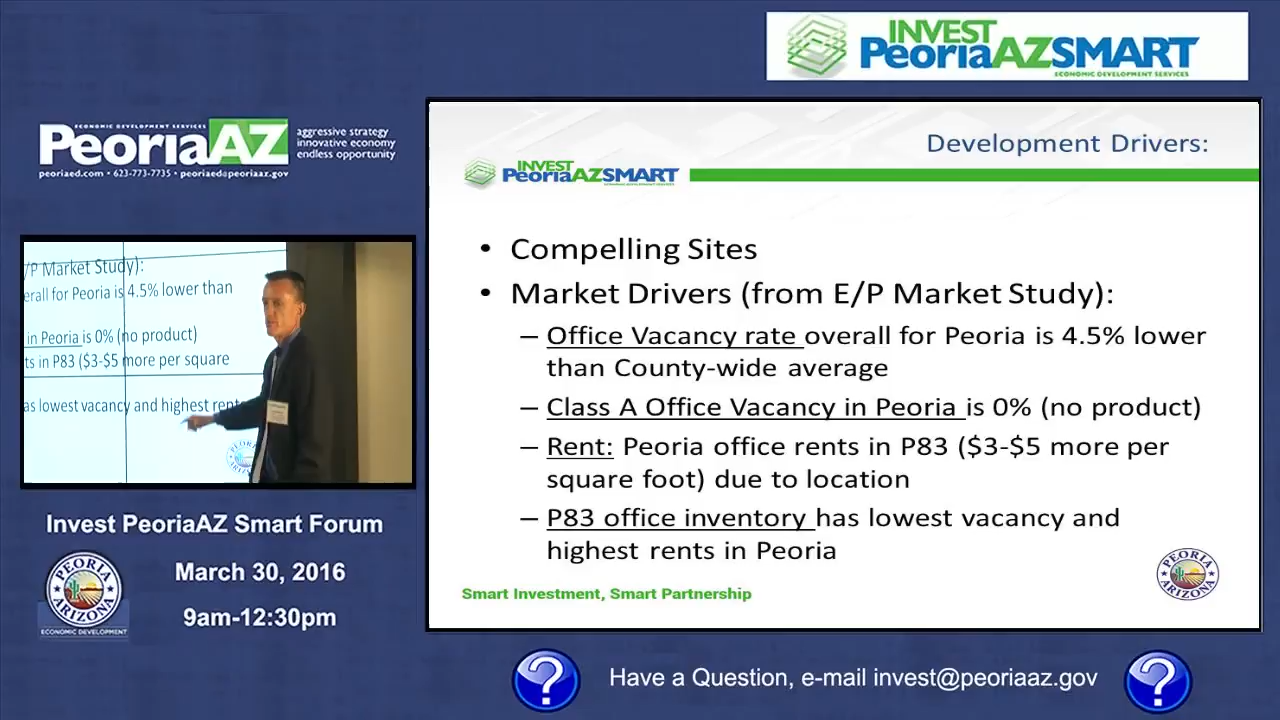 INVEST
PeoriaAZSMART
ECONOMIC DEVELOPMENT SERVICES
ECONOMIC DEVELOPMENT SERVICES
PeoriaAZ
aggressive strategy
innovative economy
endless opportunity
peoriaed.com • 623-773-7735 • peoriaed@peoriaaz.gov
/P Market Study):
erall for Peoria is 4.5% lower than
in Peoria is 0% (no product)
ts in P83 ($3-$5 more per square
as lowest vacancy and highest rents
Invest PeoriaAZ Smart Forum
March 30, 2016
9am-12:30pm
PEORIA
ARIZONA
ECONOMIC DEVELOPMENT
Development Drivers:
INVEST
PeoriaAZSMART
• Compelling Sites
• Market Drivers (from E/P Market Study):
– Office Vacancy rate overall for Peoria is 4.5% lower
than County-wide average
– Class A Office Vacancy in Peoria is 0% (no product)
– Rent: Peoria office rents in P83 ($3-$5 more per
square foot) due to location
– P83 office inventory has lowest vacancy and
highest rents in Peoria
Smart Investment, Smart Partnership
PEORIA
ARIZONA
? Have a Question, e-mail invest@peoriaaz.gov ?